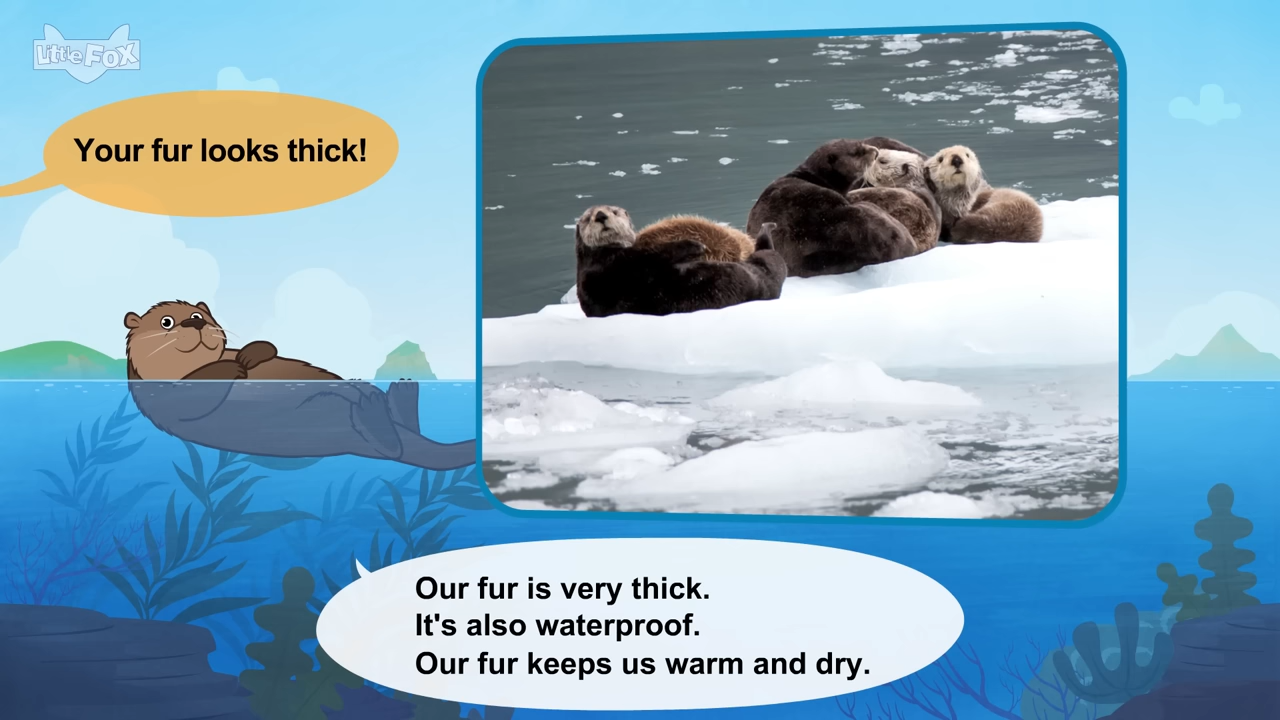 Little Fox
Your fur looks thick!
Our fur is very thick.
It's also waterproof.
Our fur keeps us warm and dry.